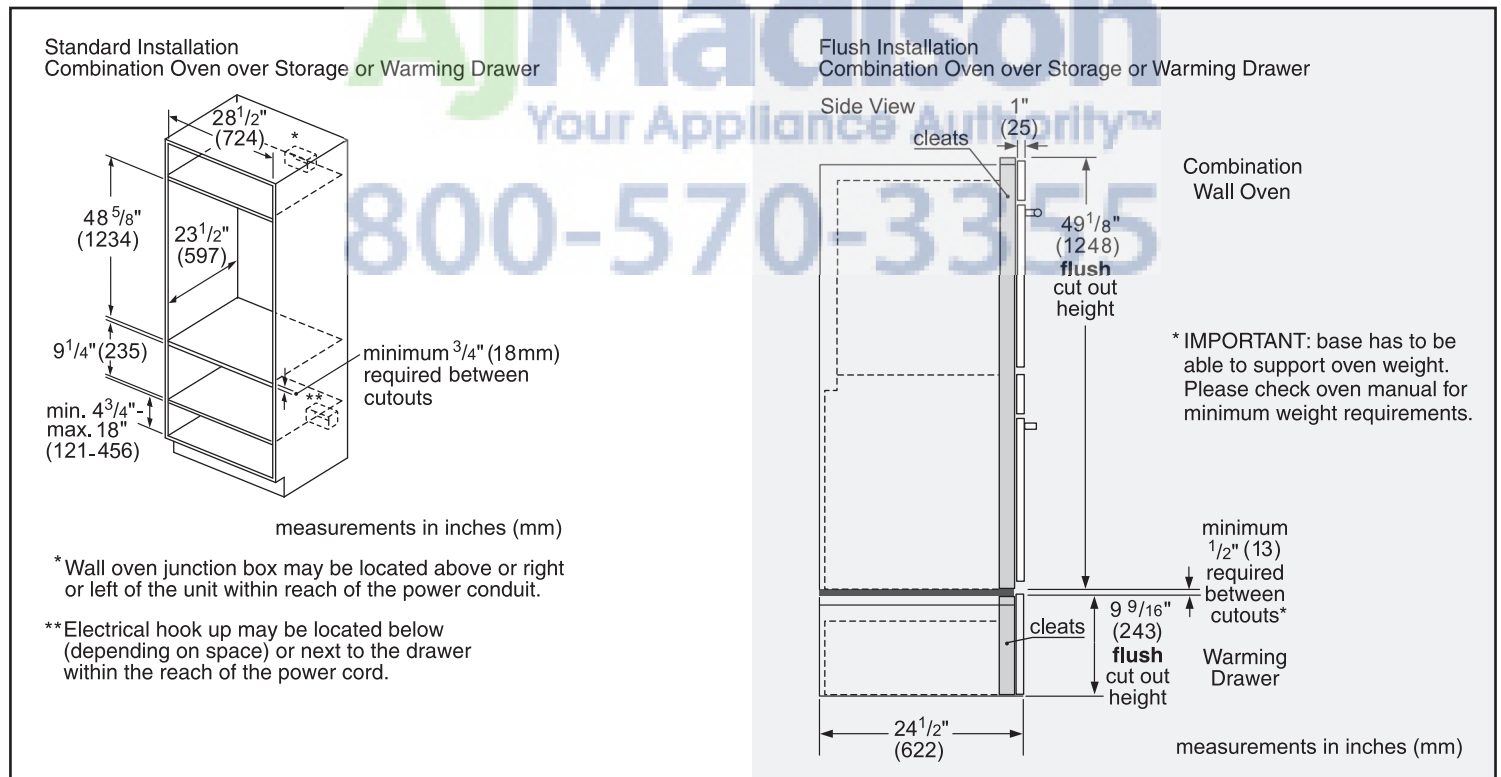 AJMadison
Your Appliance Authority™
800-570-3355
Standard Installation
Combination Oven over Storage or Warming Drawer
28 1/2"
(724)
*
48 5/8"
(1234)
23 1/2"
(597)
9 1/4" (235)
minimum 3/4" (18mm)
required between
cutouts
**
min. 4 3/4"-
max. 18"
(121-456)
measurements in inches (mm)
* Wall oven junction box may be located above or right
or left of the unit within reach of the power conduit.
** Electrical hook up may be located below
(depending on space) or next to the drawer
within the reach of the power cord.
Flush Installation
Combination Oven over Storage or Warming Drawer
Side View
1"
(25)
cleats
Combination
Wall Oven
49 1/8"
(1248)
flush
cut out
height
* IMPORTANT: base has to be
able to support oven weight.
Please check oven manual for
minimum weight requirements.
minimum
1/2" (13)
required
between
cutouts*
cleats
9 9/16"
(243)
flush
cut out
height
Warming
Drawer
24 1/2"
(622)
measurements in inches (mm)